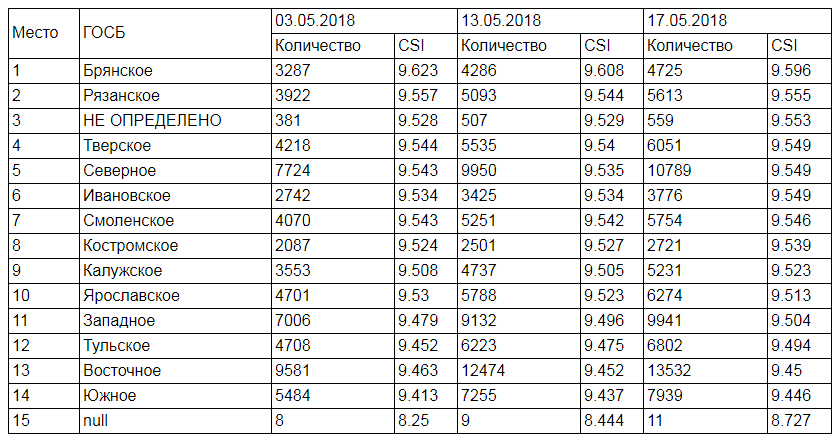 Место ГОСБ 03.05.2018 13.05.2018 17.05.2018
Количество CSI Количество CSI Количество CSI
1 Брянское 3287 9.623 4286 9.608 4725 9.596
2 Рязанское 3922 9.557 5093 9.544 5613 9.555
3 НЕ ОПРЕДЕЛЕНО 381 9.528 507 9.529 559 9.553
4 Тверское 4218 9.544 5535 9.54 6051 9.549
5 Северное 7724 9.543 9950 9.535 10789 9.549
6 Ивановское 2742 9.534 3425 9.534 3776 9.549
7 Смоленское 4070 9.543 5251 9.542 5754 9.546
8 Костромское 2087 9.524 2501 9.527 2721 9.539
9 Калужское 3553 9.508 4737 9.505 5231 9.523
10 Ярославское 4701 9.53 5788 9.523 6274 9.513
11 Западное 7006 9.479 9132 9.496 9941 9.504
12 Тульское 4708 9.452 6223 9.475 6802 9.494
13 Восточное 9581 9.463 12474 9.452 13532 9.45
14 Южное 5484 9.413 7255 9.437 7939 9.446
15 null 8 8.25 9 8.444 11 8.727